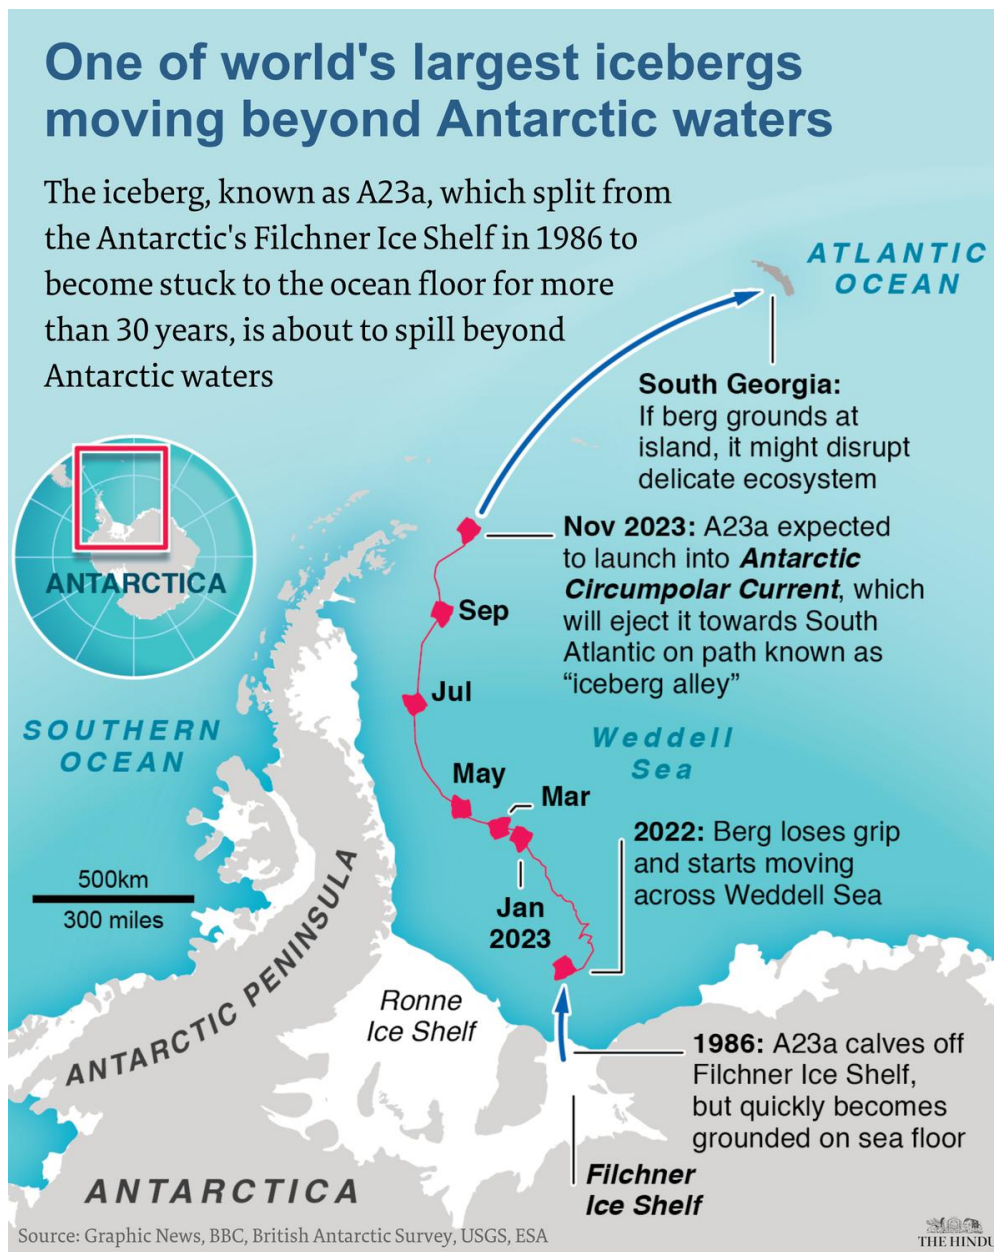 One of world's largest icebergs
moving beyond Antarctic waters
The iceberg, known as A23a, which split from
the Antarctic's Filchner Ice Shelf in 1986 to
become stuck to the ocean floor for more
than 30 years, is about to spill beyond
Antarctic waters
ATLANTIC
OCEAN
South Georgia:
If berg grounds at
island, it might disrupt
delicate ecosystem
ANTARCTICA
Nov 2023: A23a expected
to launch into Antarctic
Circumpolar Current, which
will eject it towards South
Atlantic on path known as
“iceberg alley”
Sep
Jul
SOUTHERN
OCEAN
Weddell
Sea
May
Mar
2022: Berg loses grip
and starts moving
across Weddell Sea
500km
300 miles
Jan
2023
ANTARCTIC PENINSULA
Ronne
Ice Shelf
1986: A23a calves off
Filchner Ice Shelf,
but quickly becomes
grounded on sea floor
Filchner
Ice Shelf
ANTARCTICA
Source: Graphic News, BBC, British Antarctic Survey, USGS, ESA
THE HINDU